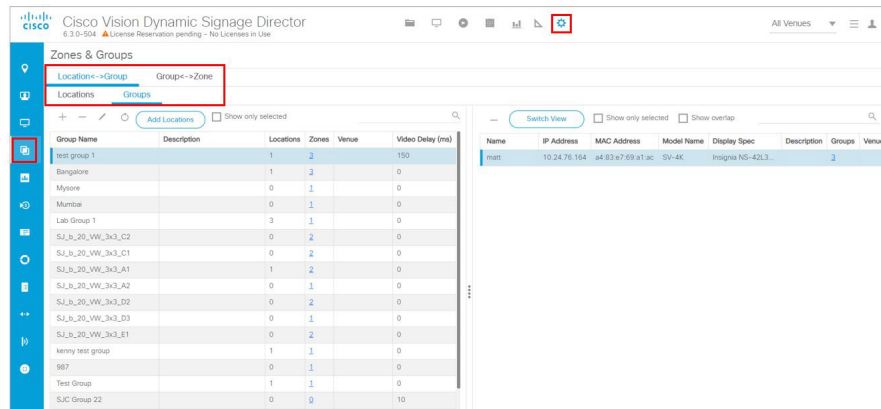 CISCO
Cisco Vision Dynamic Signage Director
6.3.0-504 License Reservation pending – No Licenses in Use
All Venues
Zones & Groups
Location<->Group Group<->Zone
Locations Groups
Add Locations Show only selected
Switch View Show only selected Show overlap
Group Name Description Locations Zones Venue Video Delay (ms)
Name IP Address MAC Address Model Name Display Spec Description Groups Venue
test group 1 1 3 150
matt 10.24.76.164 a4:83:e7:69:a1:ac SV-4K Insignia NS-42L3... 3
Bangalore 1 3 0
Mysore 0 1 0
Mumbai 0 1 0
Lab Group 1 3 1 0
SJ_b_20_VW_3x3_C2 0 2 0
SJ_b_20_VW_3x3_C1 0 2 0
SJ_b_20_VW_3x3_A1 1 2 0
SJ_b_20_VW_3x3_A2 0 1 0
SJ_b_20_VW_3x3_D2 0 2 0
SJ_b_20_VW_3x3_D3 0 1 0
SJ_b_20_VW_3x3_E1 0 2 0
kenny test group 1 1 0
987 0 1 0
Test Group 1 1 0
SJC Group 22 0 0 10